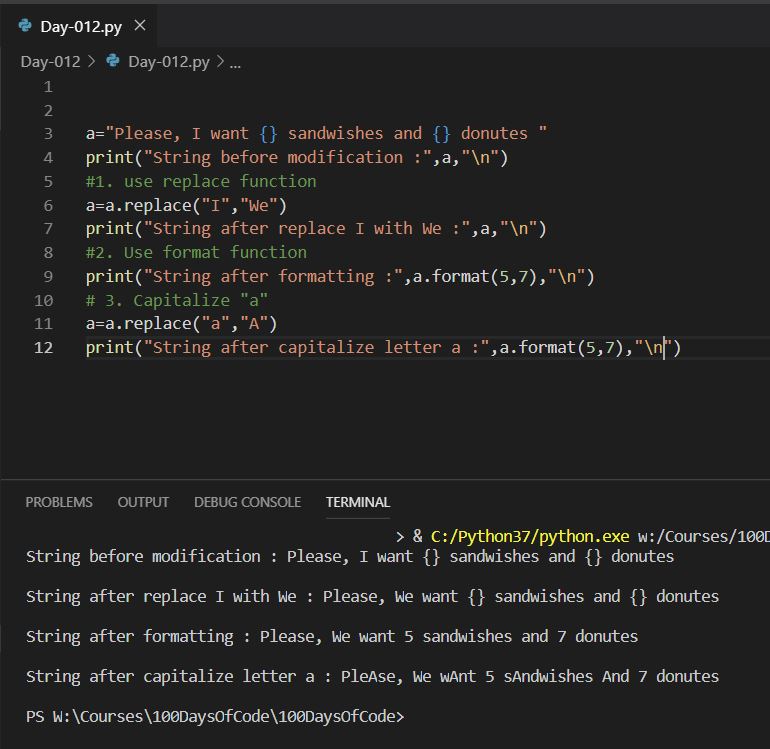 Day-012.py ×
Day-012 > Day-012.py > ...
1
2
3 a="Please, I want {} sandwishes and {} donutes "
4 print("String before modification :",a,"\n")
5 #1. use replace function
6 a=a.replace("I","We")
7 print("String after replace I with We :",a,"\n")
8 #2. Use format function
9 print("String after formatting :",a.format(5,7),"\n")
10 # 3. Capitalize "a"
11 a=a.replace("a","A")
12 print("String after capitalize letter a :",a.format(5,7),"\n")
PROBLEMS OUTPUT DEBUG CONSOLE TERMINAL
> & C:/Python37/python.exe w:/Courses/100D
String before modification : Please, I want {} sandwishes and {} donutes
String after replace I with We : Please, We want {} sandwishes and {} donutes
String after formatting : Please, We want 5 sandwishes and 7 donutes
String after capitalize letter a : PleAse, We wAnt 5 sAndwishes And 7 donutes
PS W:\Courses\100DaysOfCode\100DaysOfCode>